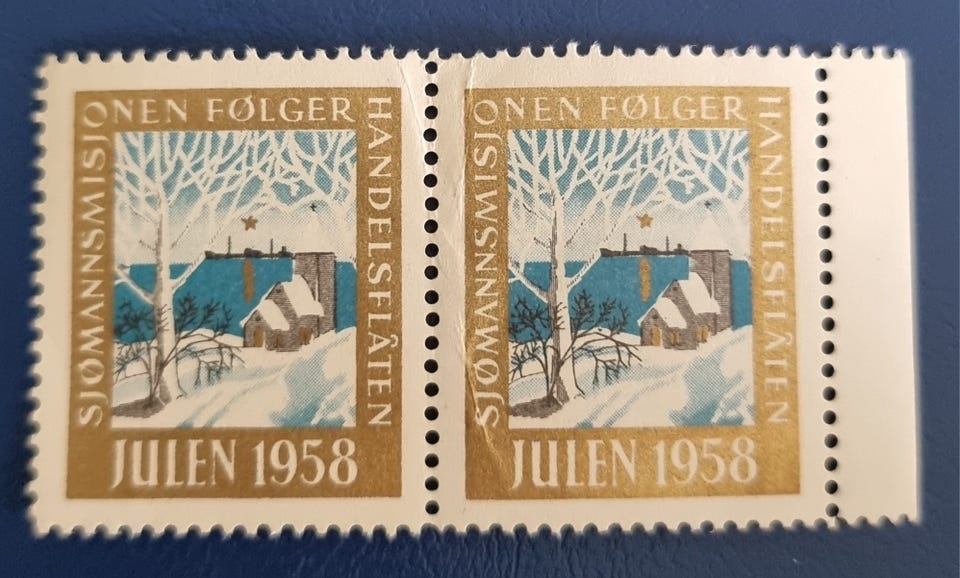 SJØMANNSMISJONEN FØLGER HANDELSFLÅTEN
JULEN 1958
SJØMANNSMISJONEN FØLGER HANDELSFLÅTEN
JULEN 1958